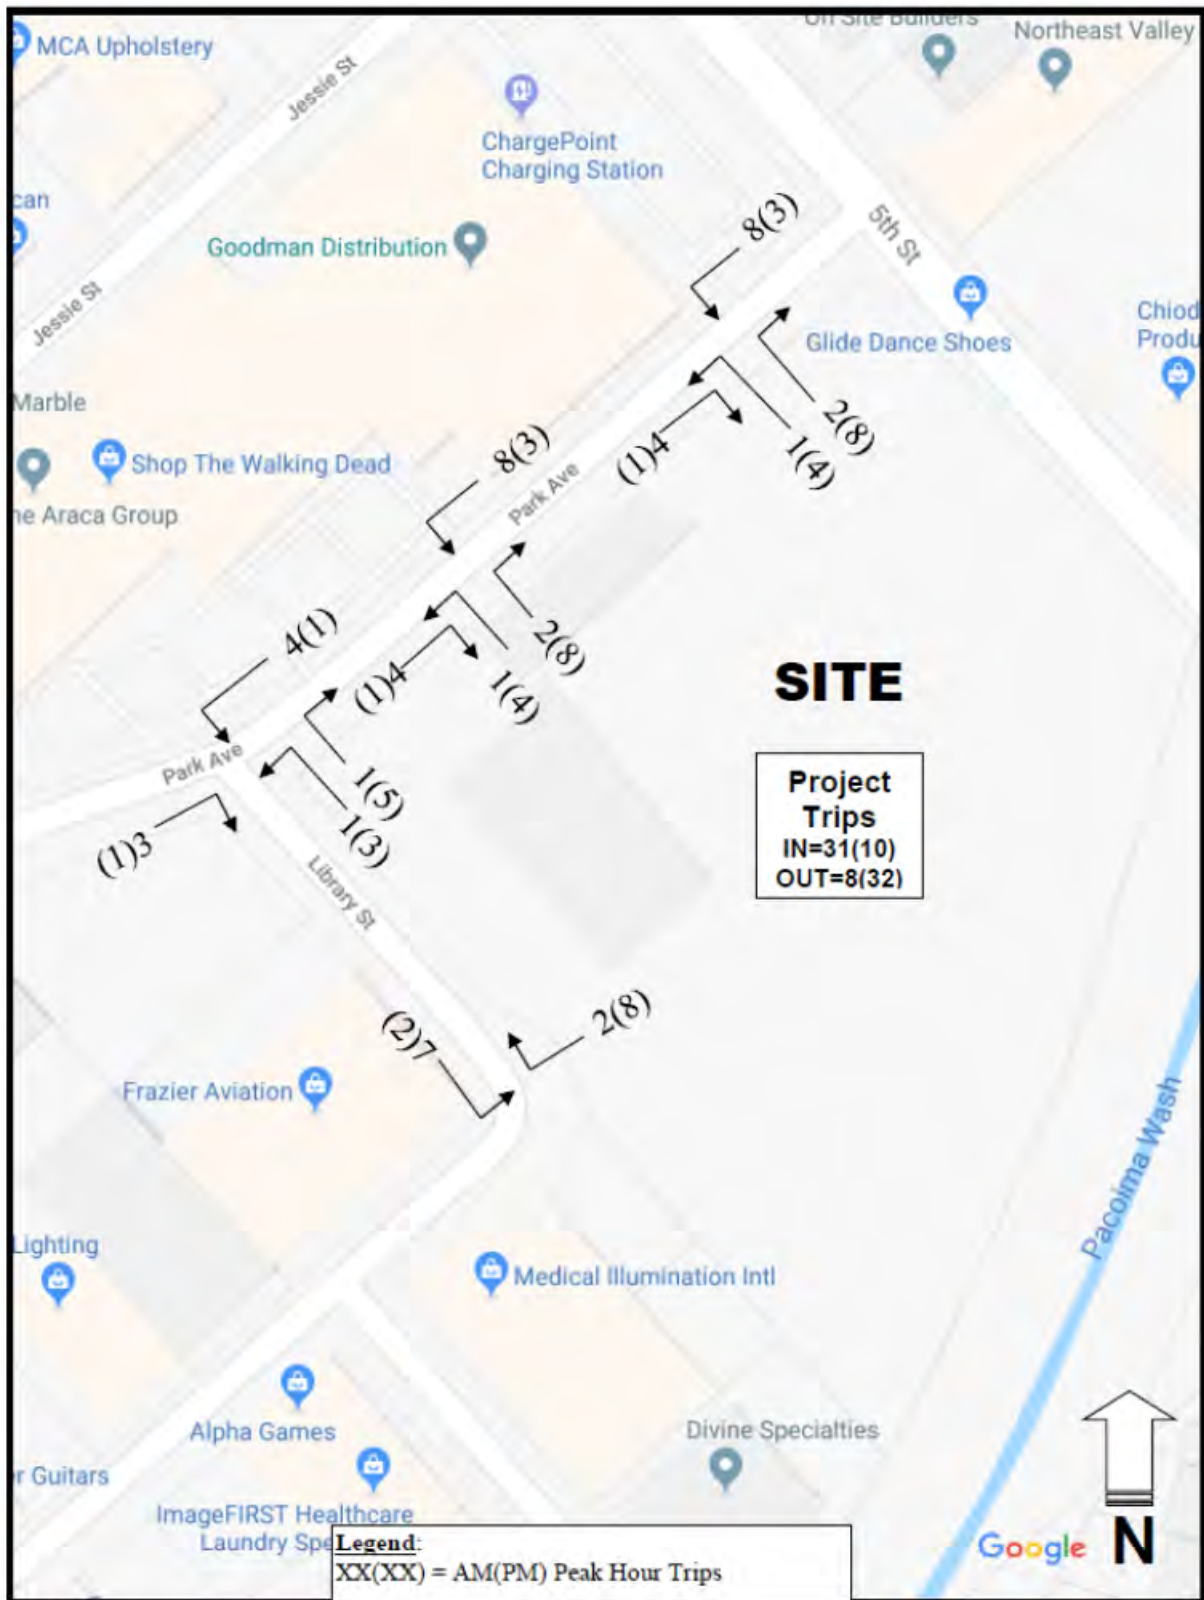 On Site Builders
Northeast Valley
MCA Upholstery
Jessie St
ChargePoint
Charging Station
can
8(3)
5th St
Goodman Distribution
Jessie St
Glide Dance Shoes
Chiod
Produ
Marble
2(8)
1(4)
(1)4
8(3)
Shop The Walking Dead
Park Ave
ne Araca Group
4(1)
2(8)
(1)4
1(4)
SITE
Park Ave
1(5)
1(3)
(1)3
Project
Trips
IN=31(10)
OUT=8(32)
Library St
(2)7
2(8)
Frazier Aviation
Pacoima Wash
Lighting
Medical Illumination Intl
Alpha Games
Divine Specialties
r Guitars
ImageFIRST Healthcare
Laundry Spe
Legend:
XX(XX) = AM(PM) Peak Hour Trips
Google
N